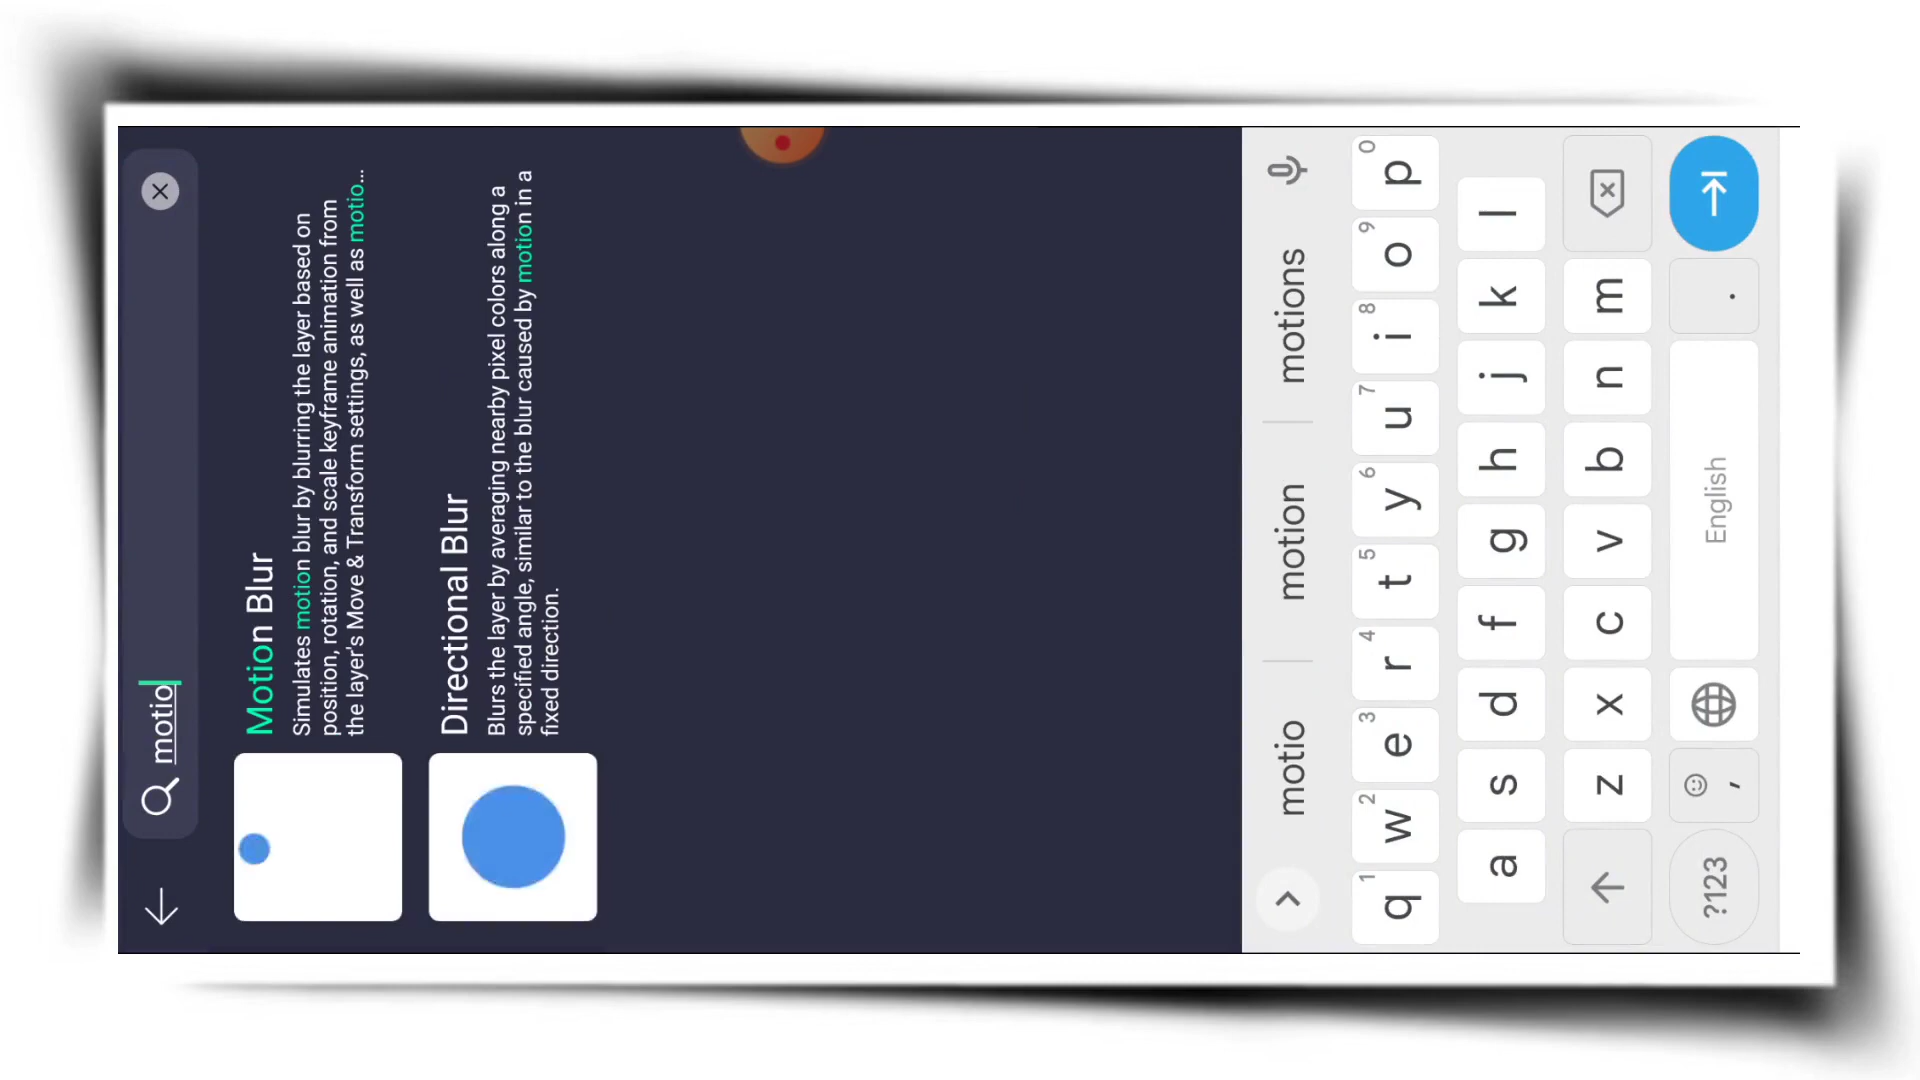 motio
Motion Blur
Simulates motion blur by blurring the layer based on
position, rotation, and scale keyframe animation from
the layer's Move & Transform settings, as well as motio...
Directional Blur
Blurs the layer by averaging nearby pixel colors along a
specified angle, similar to the blur caused by motion in a
fixed direction.
motio motion motions
1 2 3 4 5 6 7 8 9 0
q w e r t y u i o p
a s d f g h j k l
z x c v b n m
?123 , English .